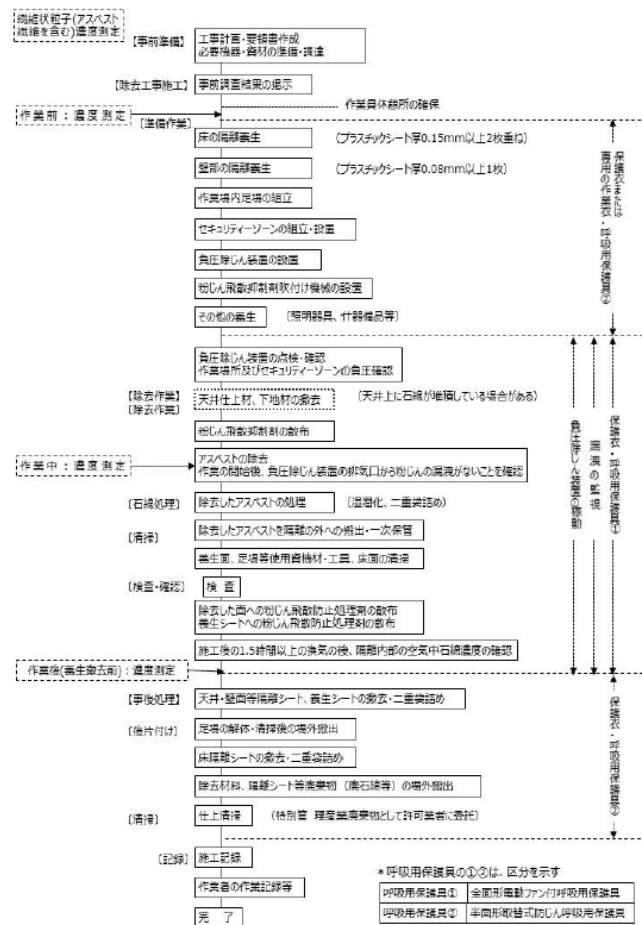 繊維状粒子(アスベスト
繊維を含む)濃度測定
【事前準備】
工事計画・要領書作成
必要機器・資材の準備・調達
【除去工事施工】
事前調査結果の掲示
作業員休憩所の確保
作業前:濃度測定
〔準備作業〕
床の隔離養生
(プラスチックシート厚0.15mm以上2枚重ね)
壁部の隔離養生
(プラスチックシート厚0.08mm以上1枚)
作業場内足場の組立
セキュリティーゾーンの組立・設置
負圧除じん装置の設置
粉じん飛散抑制剤吹付け機械の設置
その他の養生
〔照明器具、什器備品等〕
保護衣または
専用の作業衣・呼吸用保護具②
負圧除じん装置の点検・確認
作業場所及びセキュリティーゾーンの負圧確認
【除去作業】
〔除去作業〕
天井仕上材、下地材の撤去
〔天井上に石綿が堆積している場合がある〕
粉じん飛散抑制剤の散布
作業中:濃度測定
アスベストの除去
作業の開始後、負圧除じん装置の排気口から粉じんの漏洩がないことを確認
〔石綿処理〕
除去したアスベストの処理
〔湿潤化、二重袋詰め〕
〔清掃〕
除去したアスベストを隔離の外への搬出・一次保管
養生面、足場等使用資機材・工具、床面の清掃
〔検査・確認〕
検 査
除去した面への粉じん飛散防止処理剤の散布
養生シートへの粉じん飛散防止処理剤の散布
施工後の1.5時間以上の換気の後、隔離内部の空気中石綿濃度の確認
負圧除じん装置の稼動
漏洩の監視
保護衣・呼吸用保護具①
作業後(養生撤去前):濃度測定
【事後処理】
天井・壁面等隔離シート、養生シートの撤去・二重袋詰め
〔後片付け〕
足場の解体・清掃後の場外搬出
床隔離シートの撤去・二重袋詰め
除去材料、隔離シート等廃棄物〔廃石綿等〕の場外搬出
〔清掃〕
仕上清掃
(特別管 理産業廃棄物として許可業者に委託)
保護衣・呼吸用保護具②
〔記録〕
施工記録
作業者の作業記録等
完 了
*呼吸用保護具の①②は、区分を示す
呼吸用保護具① 全面形電動ファン付呼吸用保護具
呼吸用保護具② 半面形取替式防じん呼吸用保護具